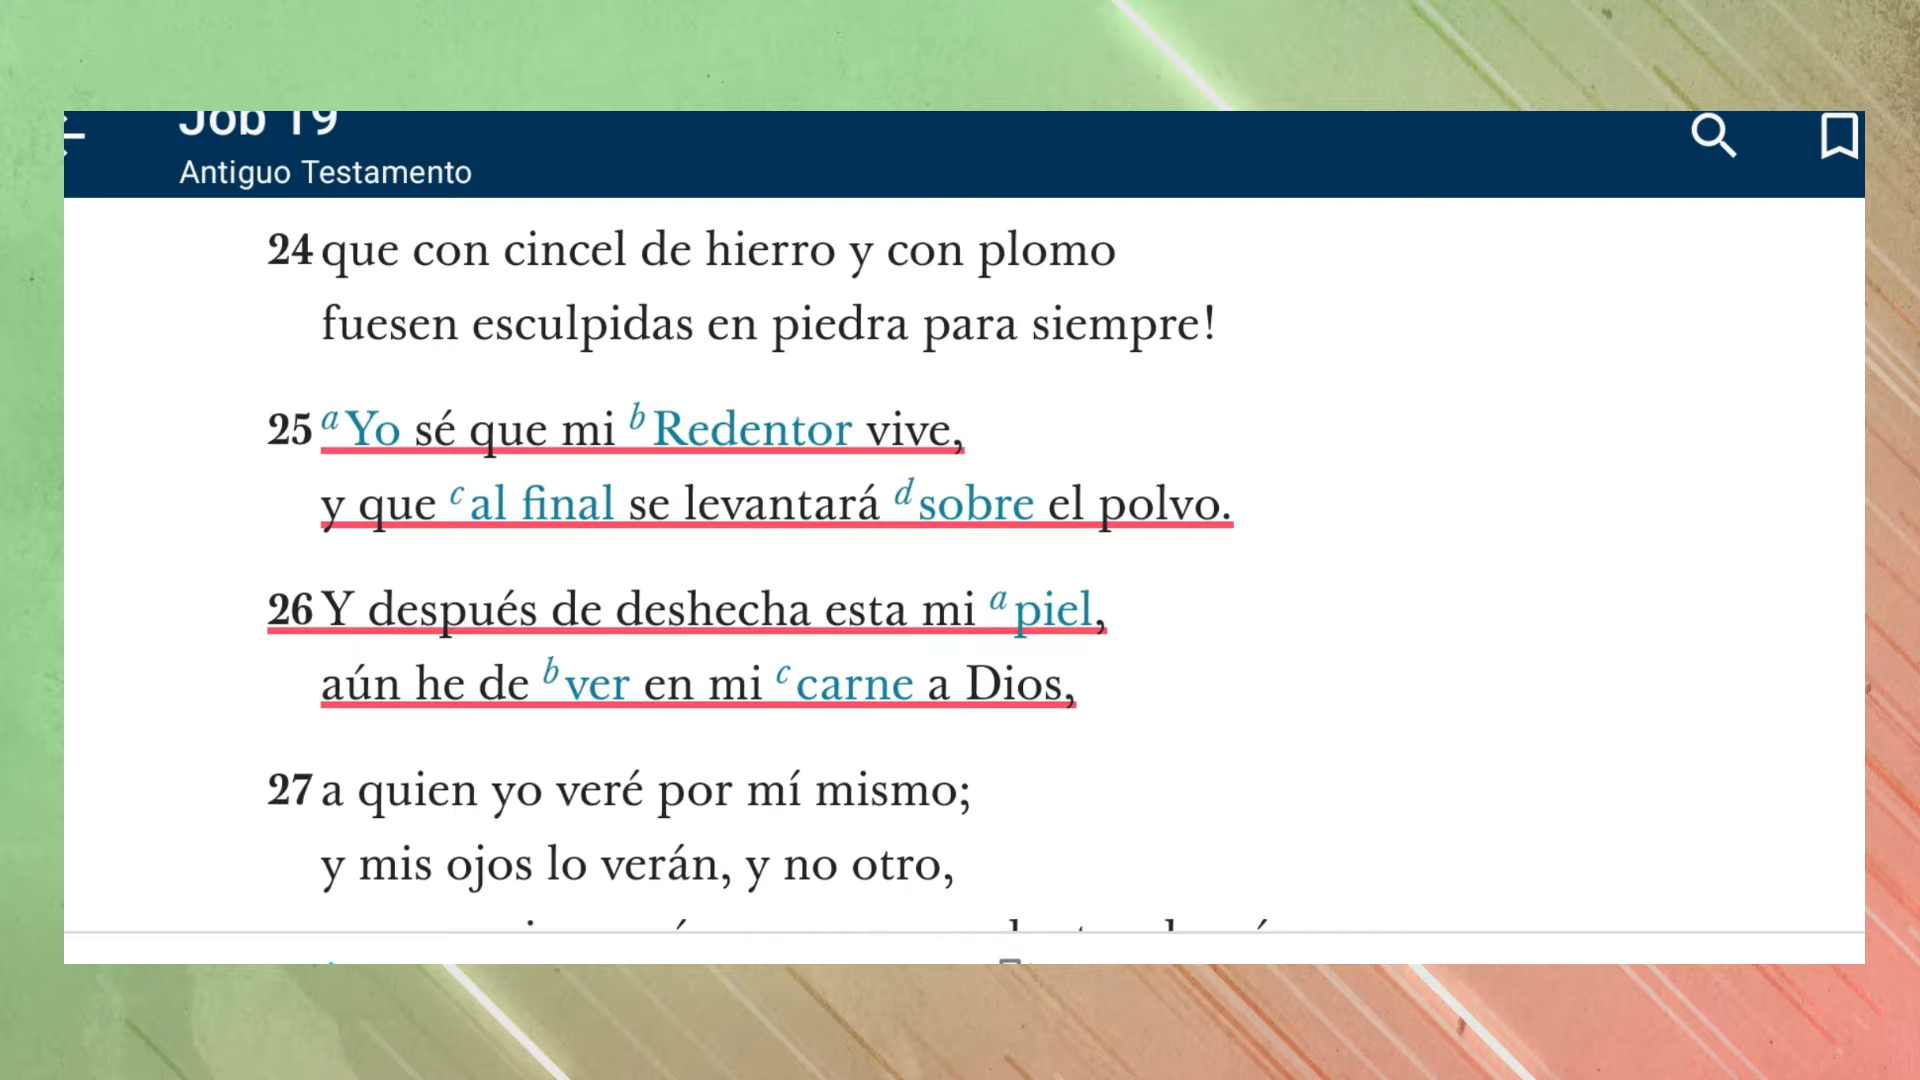 Job 19
Antiguo Testamento
24 que con cincel de hierro y con plomo
fuesen esculpidas en piedra para siempre!
25 a Yo sé que mi b Redentor vive,
y que c al final se levantará d sobre el polvo.
26 Y después de deshecha esta mi a piel,
aún he de b ver en mi c carne a Dios,
27 a quien yo veré por mí mismo;
y mis ojos lo verán, y no otro,